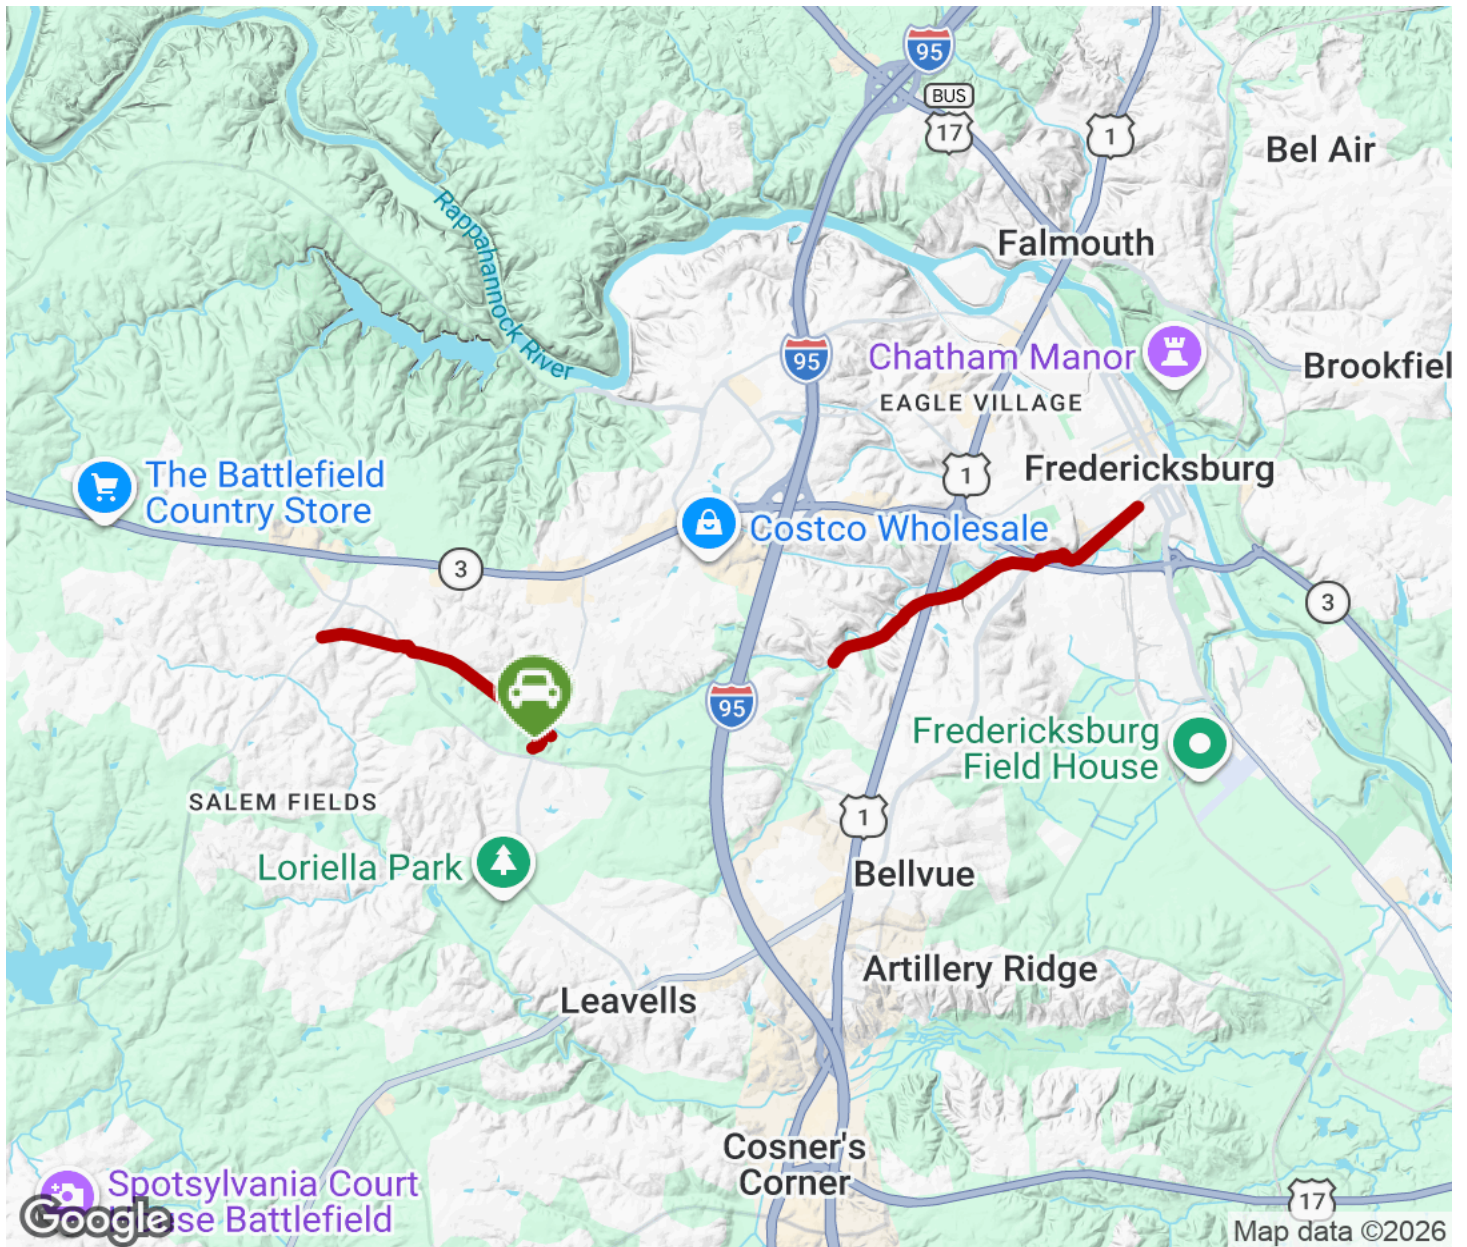 95
BUS
17
1
Bel Air
Rappahannock River
Falmouth
95
Chatham Manor
Brookfiel
EAGLE VILLAGE
1
Fredericksburg
The Battlefield
Country Store
Costco Wholesale
3
3
95
Fredericksburg
Field House
SALEM FIELDS
1
Loriella Park
Bellvue
Artillery Ridge
Leavells
Cosner's
Corner
Spotsylvania Court
House Battlefield
17
Google
Map data ©2026